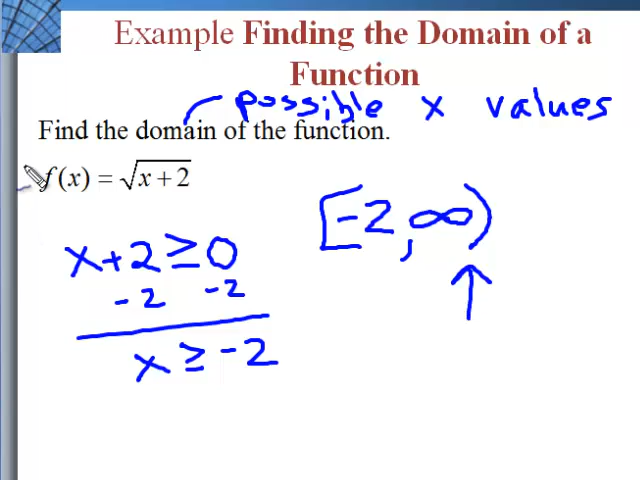 Example Finding the Domain of a
Function
possible x values
Find the domain of the function.
f(x) = √(x + 2)
[-2, ∞)
x+2≥0
-2 -2
x ≥ -2